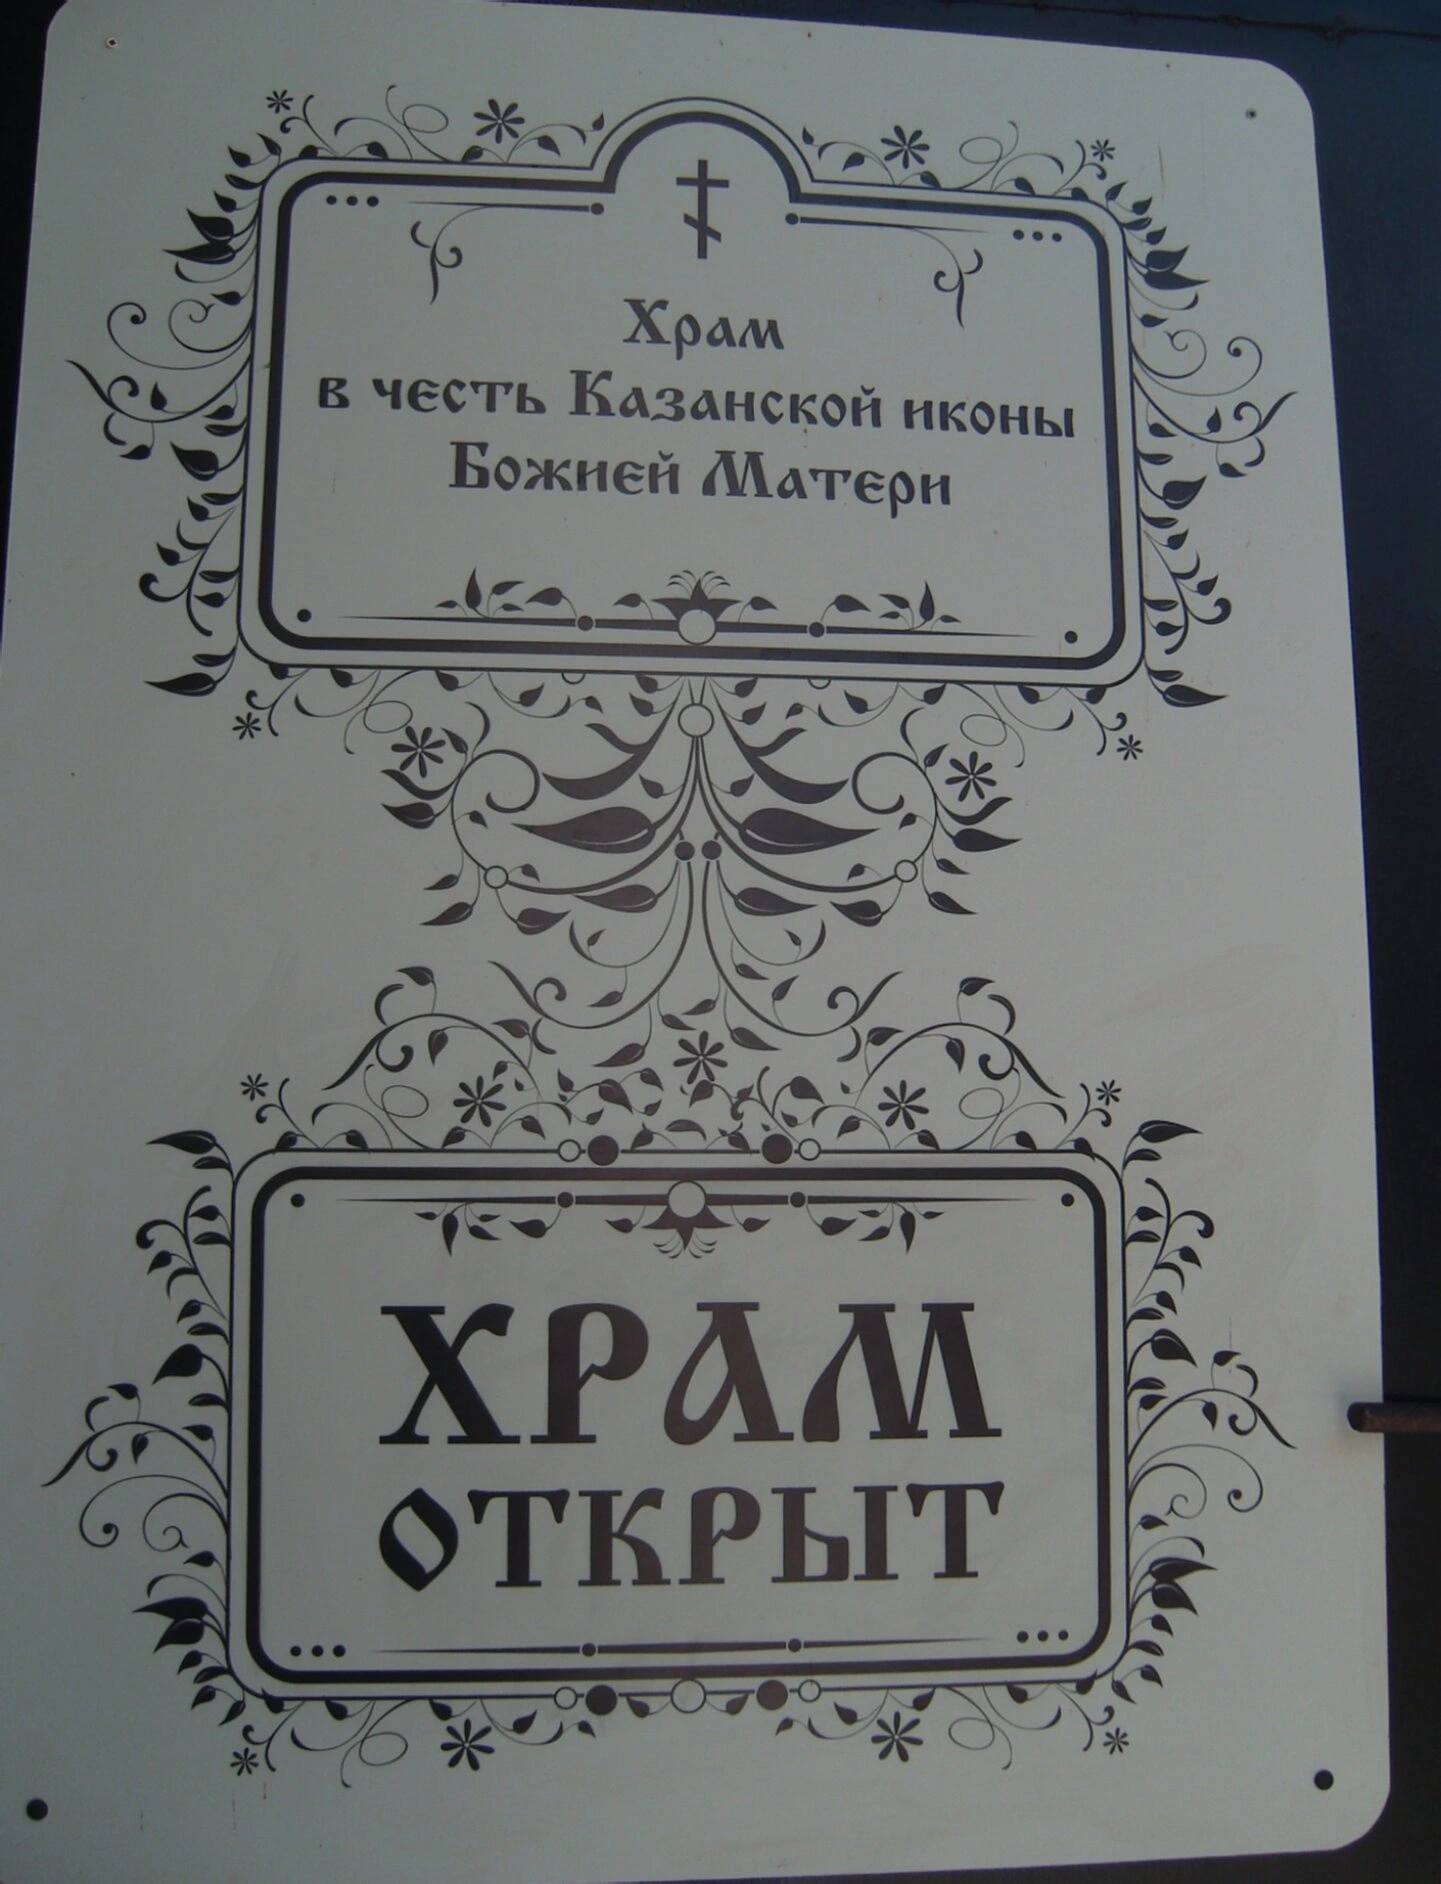 Храм
в честь Казанской иконы
Божией Матери
ХРАМ
ОТКРЫТ